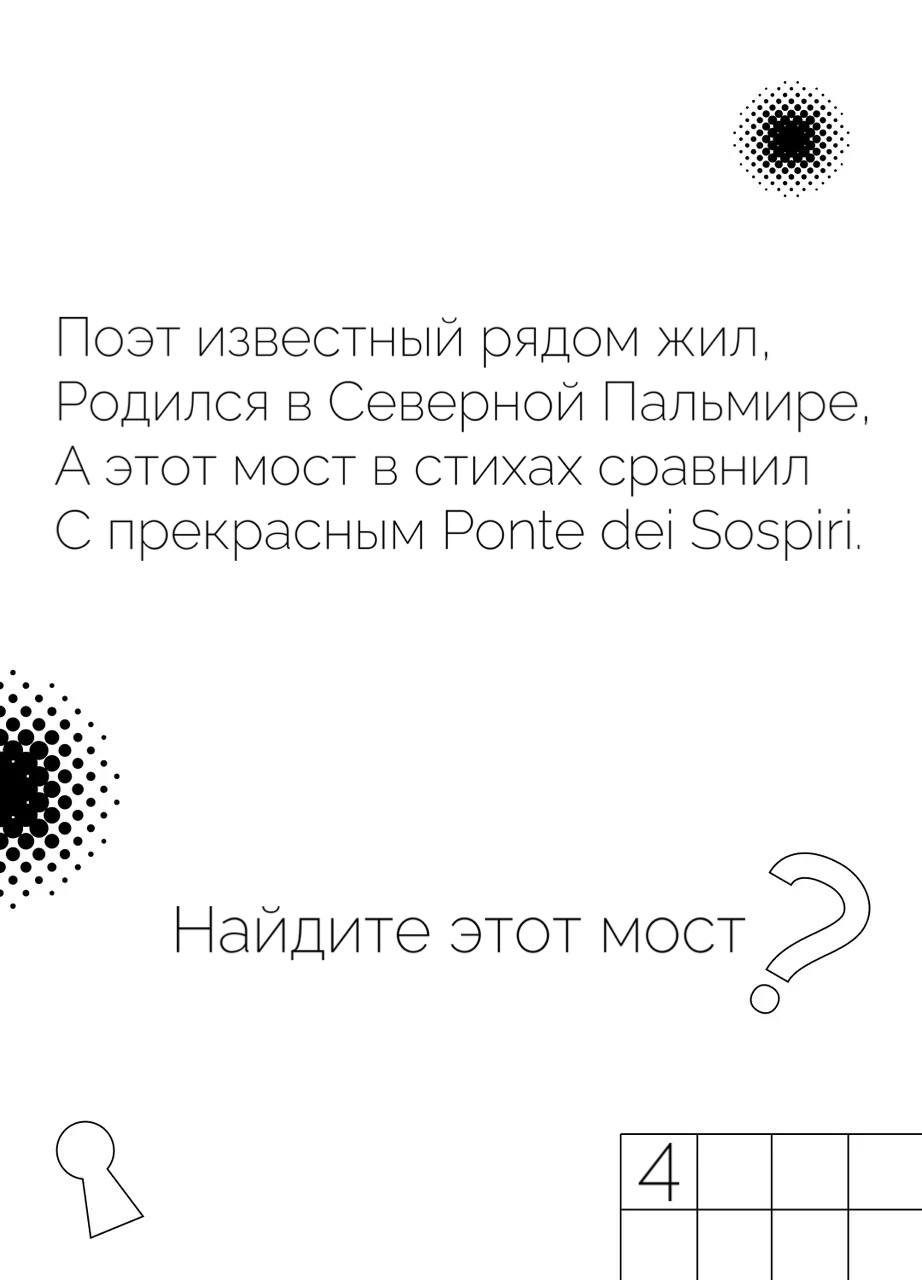 Поэт известный рядом жил,
Родился в Северной Пальмире,
А этот мост в стихах сравнил
С прекрасным Ponte dei Sospiri.
Найдите этот мост?
4